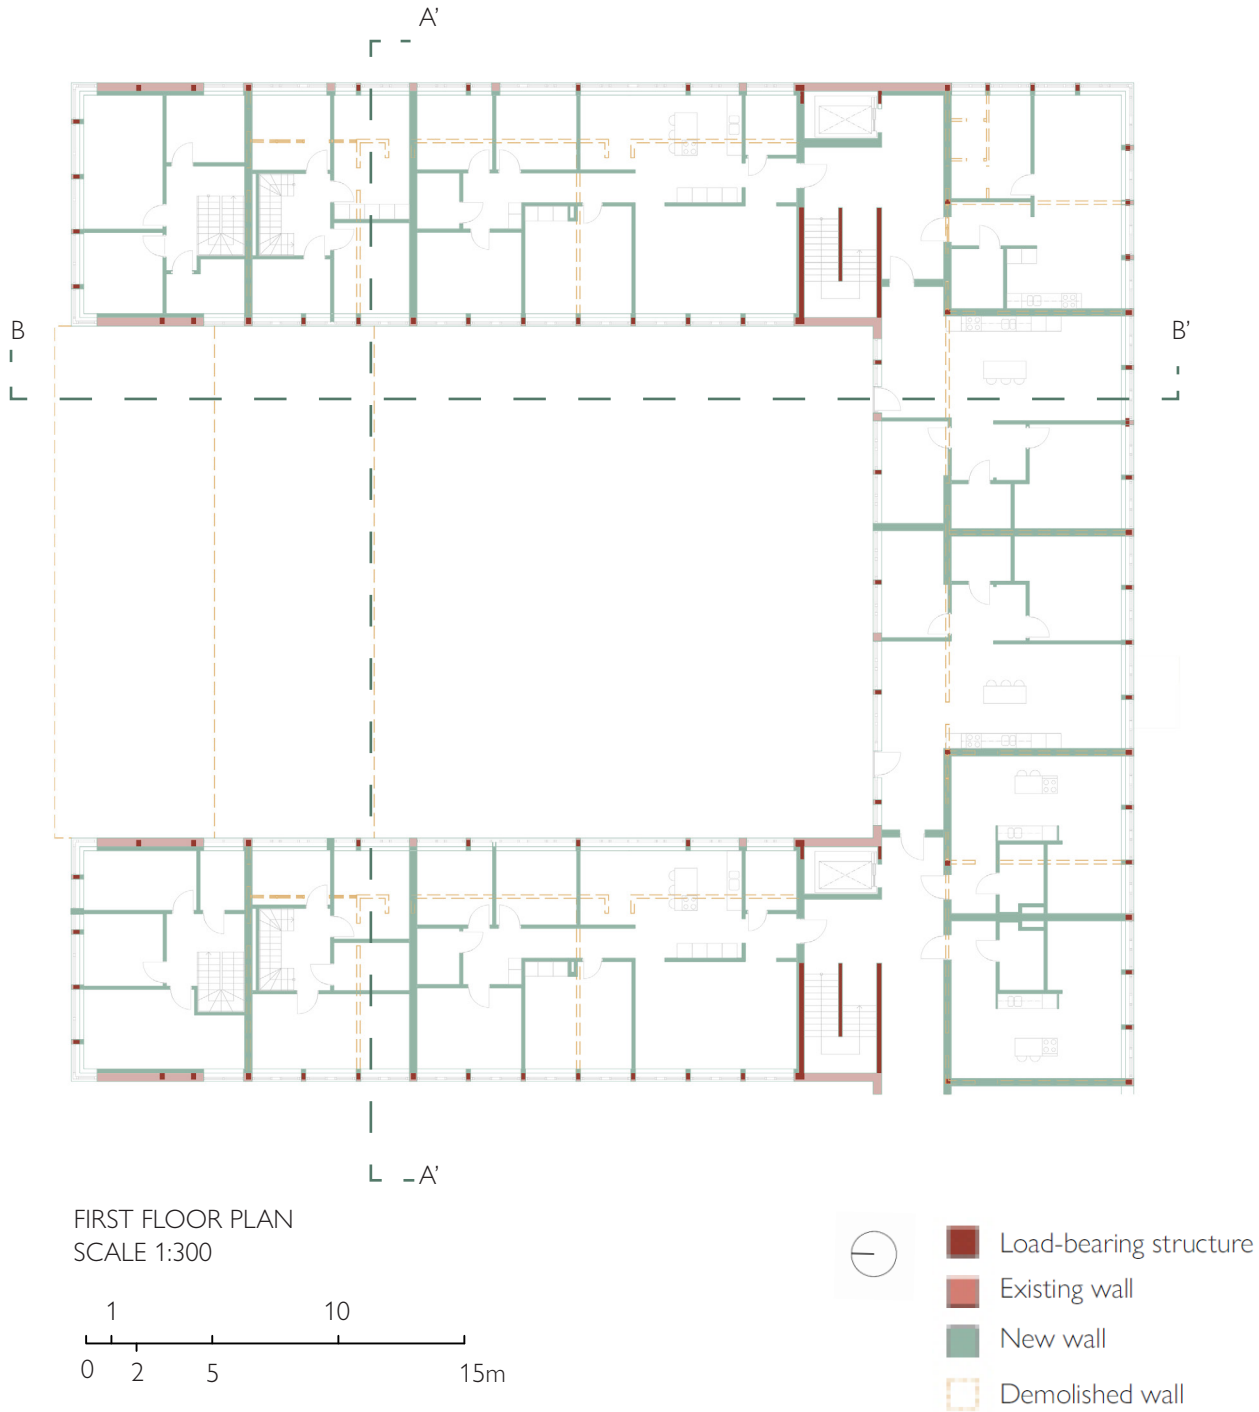 A’
B
B’
A’
FIRST FLOOR PLAN
SCALE 1:300
1
10
0
2
5
15m
Load-bearing structure
Existing wall
New wall
Demolished wall